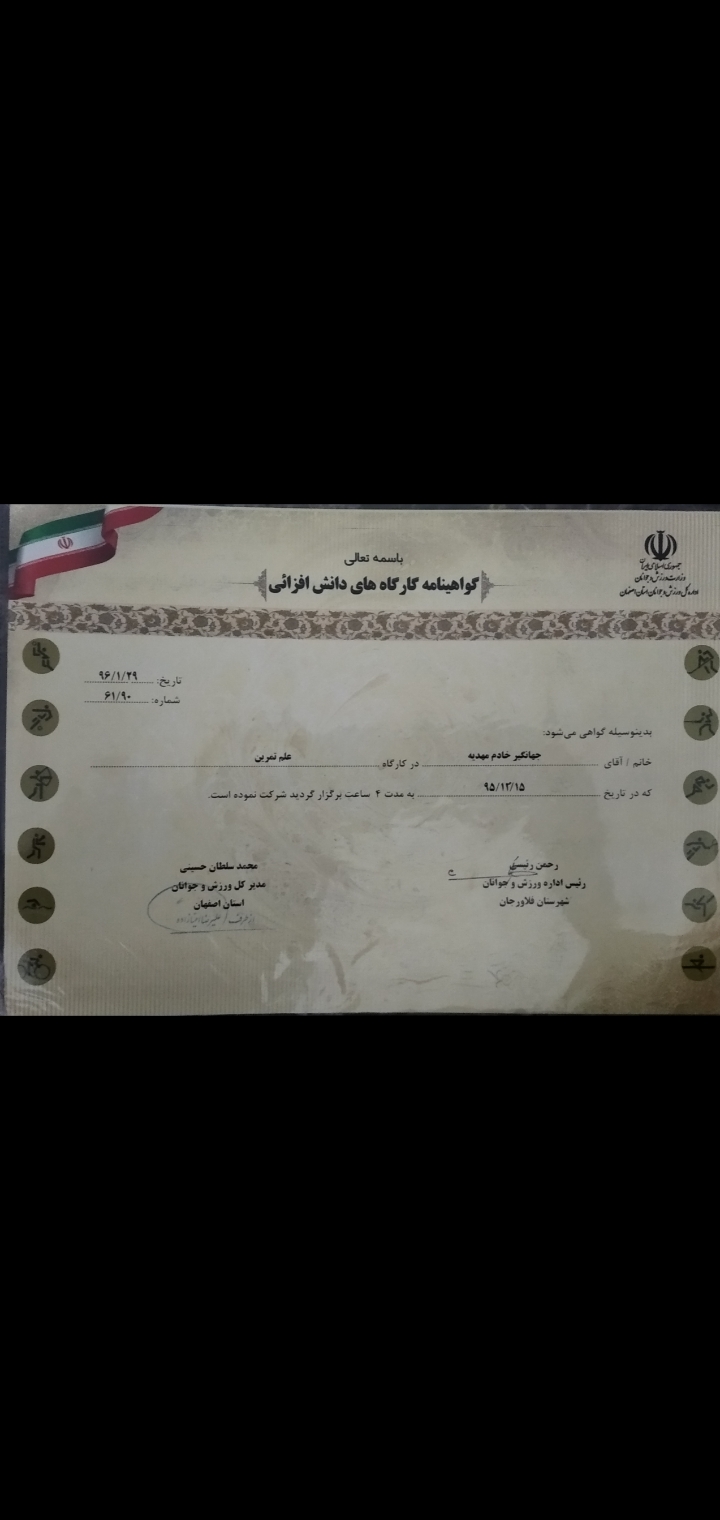 باسمه تعالی
گواهینامه کارگاه های دانش افزائی
جمهوری اسلامی ایران
وزارت ورزش و جوانان
اداره کل ورزش و جوانان استان اصفهان
تاریخ: ۹۶/۱/۲۹
شماره: ۶۱/۹۰
بدینوسیله گواهی می‌شود:
خانم / آقای جهانگیر خادم مهدیه در کارگاه علم تمرین
که در تاریخ ۹۵/۱۲/۱۵ به مدت ۴ ساعت برگزار گردید شرکت نموده است.
رحمن رئیسی
رئیس اداره ورزش و جوانان
شهرستان فلاورجان
محمد سلطان حسینی
مدیر کل ورزش و جوانان
استان اصفهان
از طرف / علیرضا